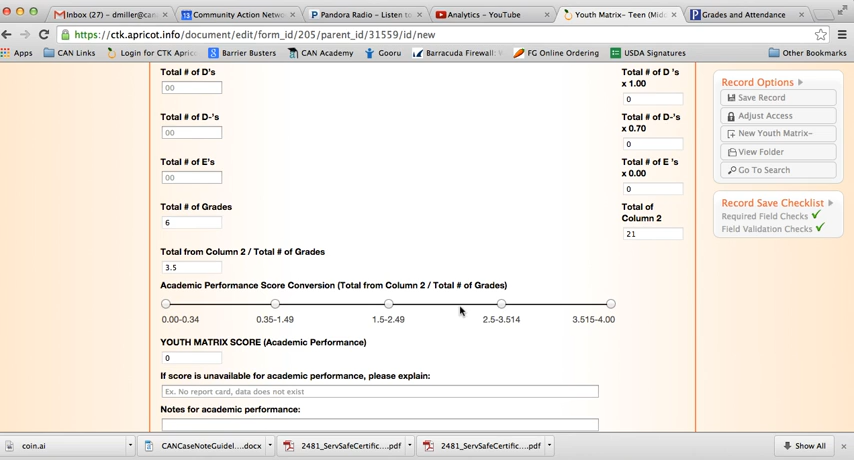 Inbox (27) - dmiller@can
Community Action Netw
Pandora Radio – Listen to
Analytics – YouTube
Youth Matrix– Teen (Midd
Grades and Attendance
https://ctk.apricot.info/document/edit/form_id/205/parent_id/31559/id/new
Apps
CAN Links
Login for CTK Apric
Barrier Busters
CAN Academy
Gooru
Barracuda Firewall:
FG Online Ordering
USDA Signatures
Other Bookmarks
Total # of D's
00
Total # of D-'s
00
Total # of E's
00
Total # of Grades
6
Total # of D 's
x 1.00
0
Total # of D-'s
x 0.70
0
Total # of E 's
x 0.00
0
Total of
Column 2
21
Total from Column 2 / Total # of Grades
3.5
Academic Performance Score Conversion (Total from Column 2 / Total # of Grades)
0.00-0.34 0.35-1.49 1.5-2.49 2.5-3.514 3.515-4.00
YOUTH MATRIX SCORE (Academic Performance)
0
If score is unavailable for academic performance, please explain:
Ex. No report card, data does not exist
Notes for academic performance:
Record Options
Save Record
Adjust Access
New Youth Matrix–
View Folder
Go To Search
Record Save Checklist
Required Field Checks
Field Validation Checks
coin.ai
CANCaseNoteGuidel....docx
2481_ServSafeCertific....pdf
2481_ServSafeCertific....pdf
Show All